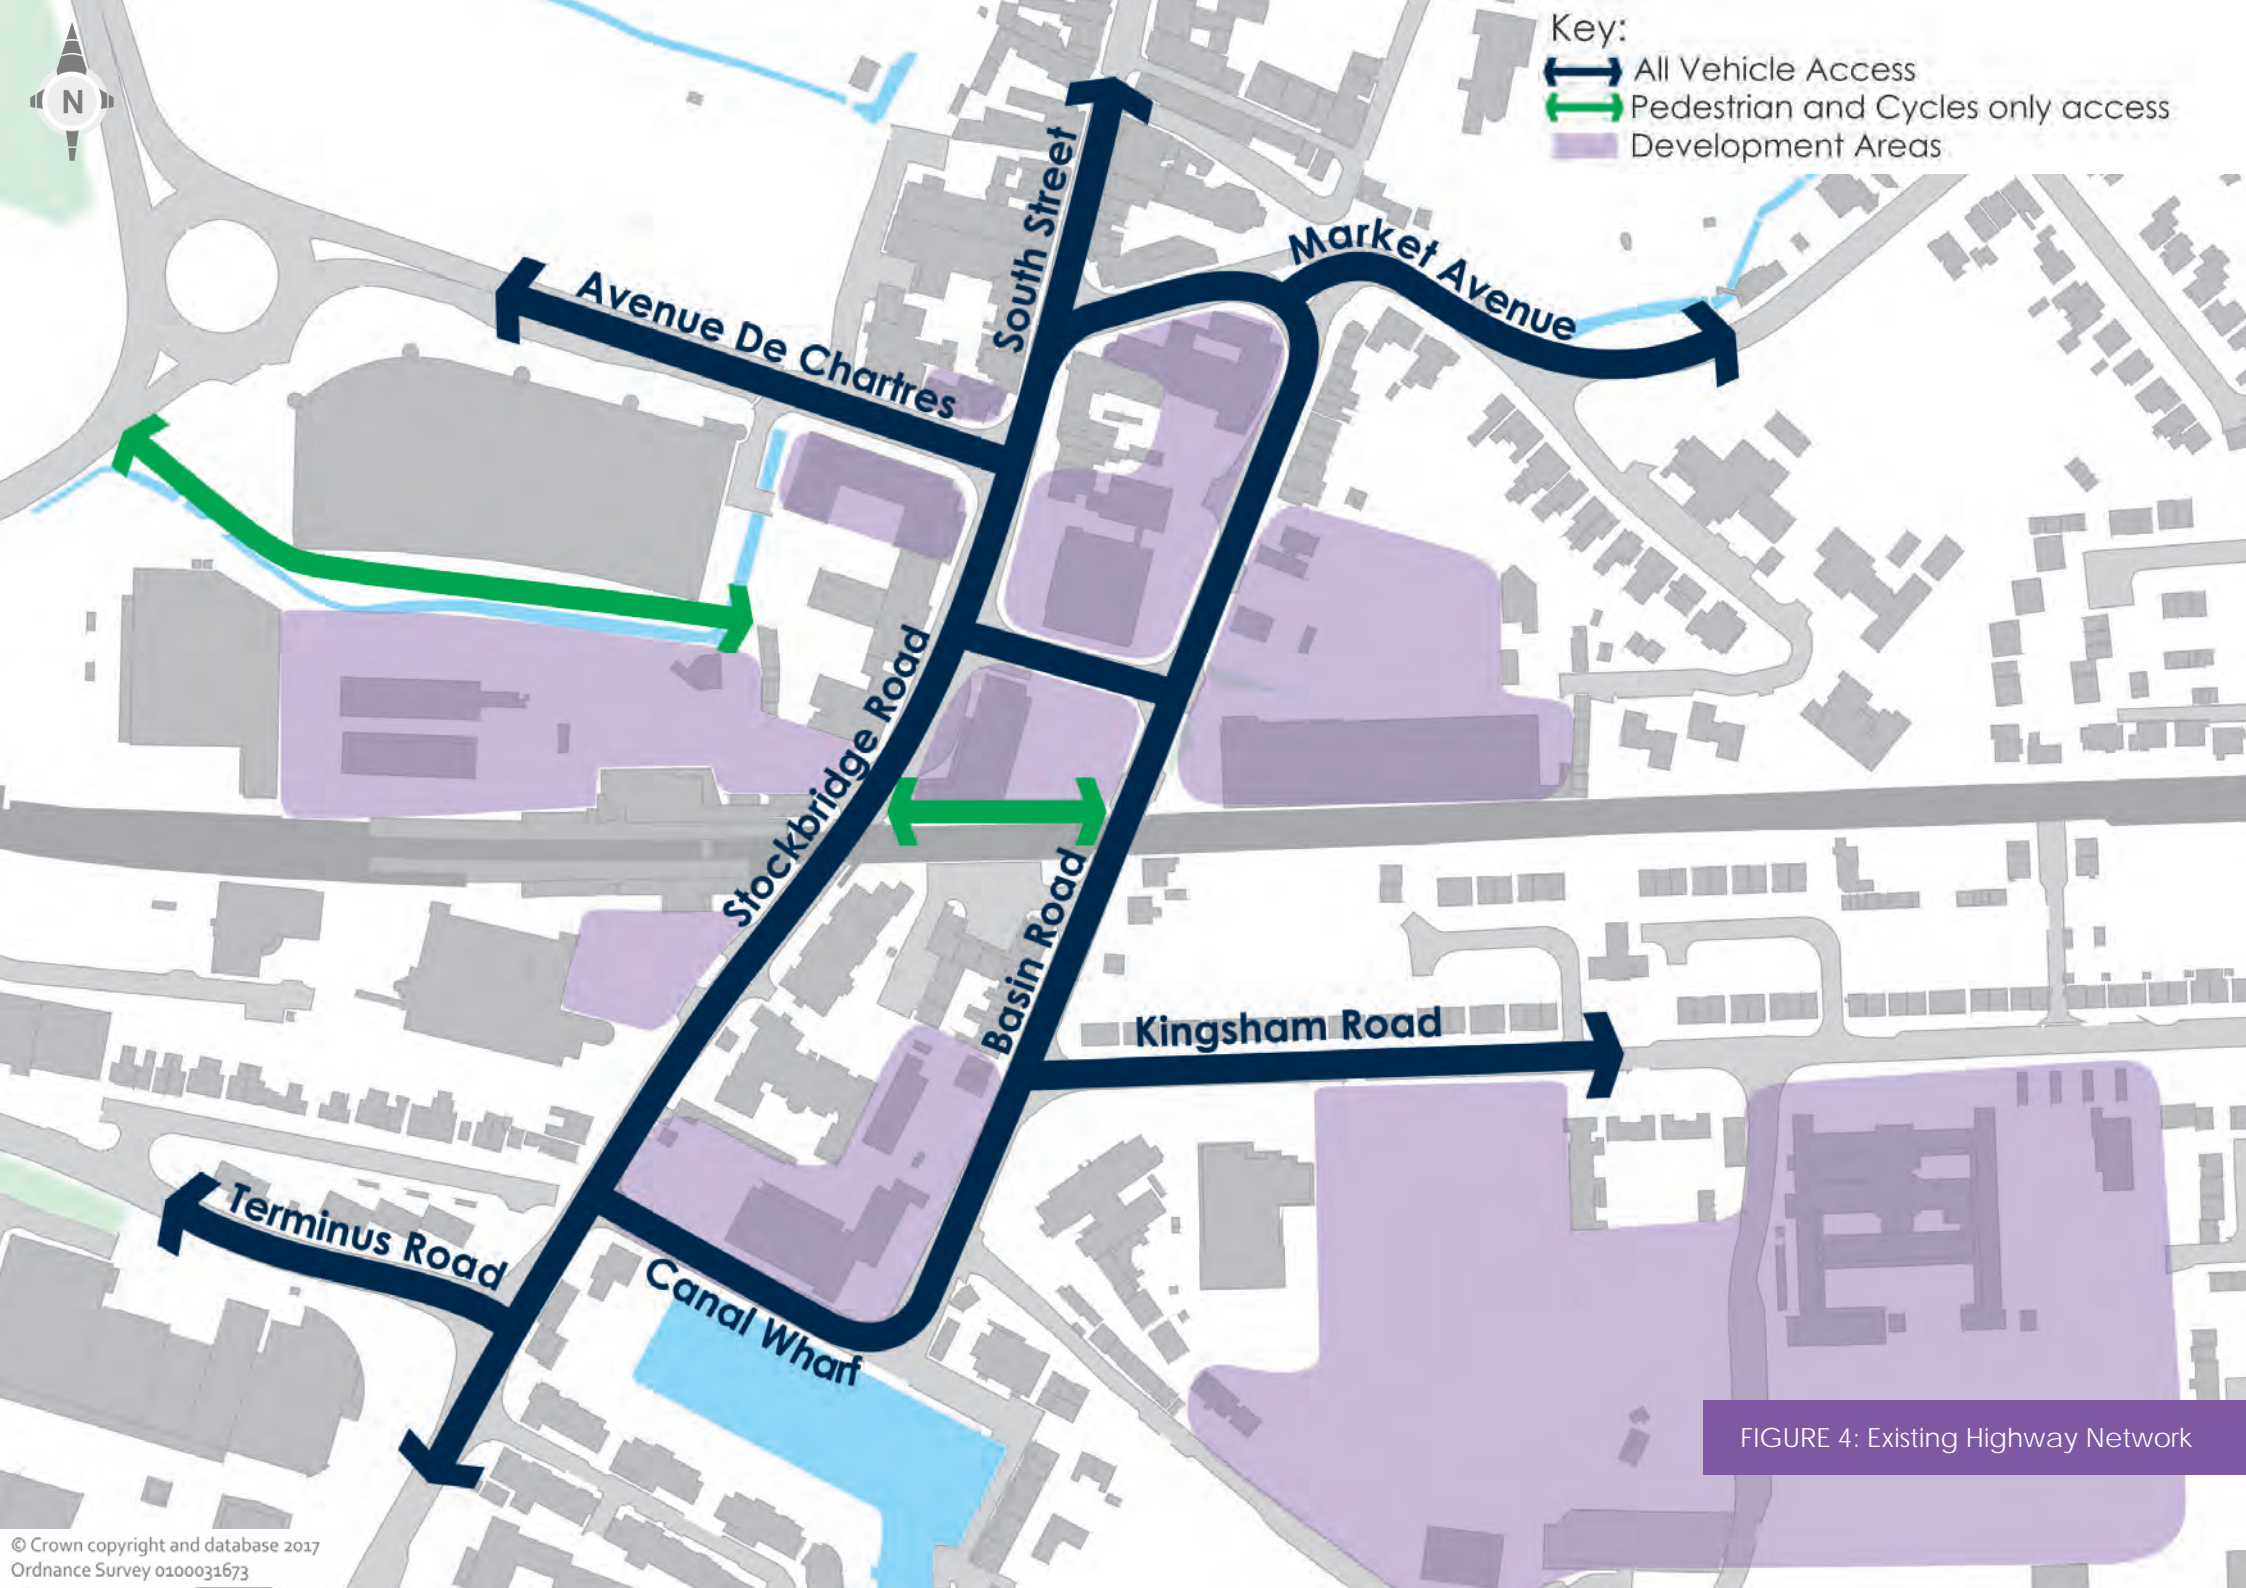 Key:
All Vehicle Access
Pedestrian and Cycles only access
Development Areas
N
South Street
Market Avenue
Avenue De Chartres
Stockbridge Road
Basin Road
Kingsham Road
Terminus Road
Canal Wharf
FIGURE 4: Existing Highway Network
© Crown copyright and database 2017
Ordnance Survey 0100031673